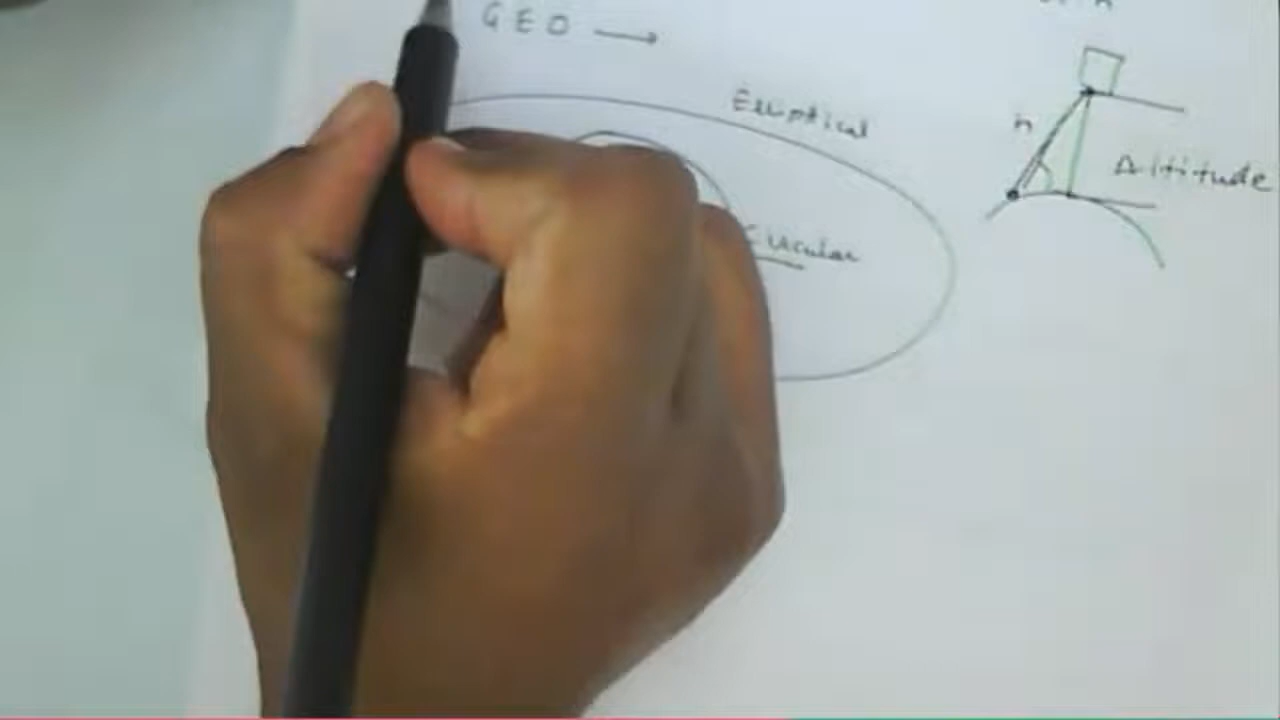 GEO →
Elliptical
h
Altitude
Circular